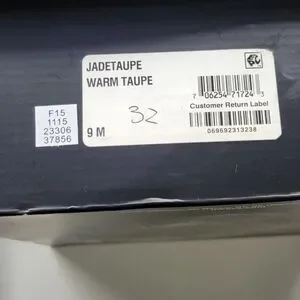 JADETAUPE
WARM TAUPE
32
9 M
7 06254 71724 3
Customer Return Label
069692313238
F15
1115
23306
37856